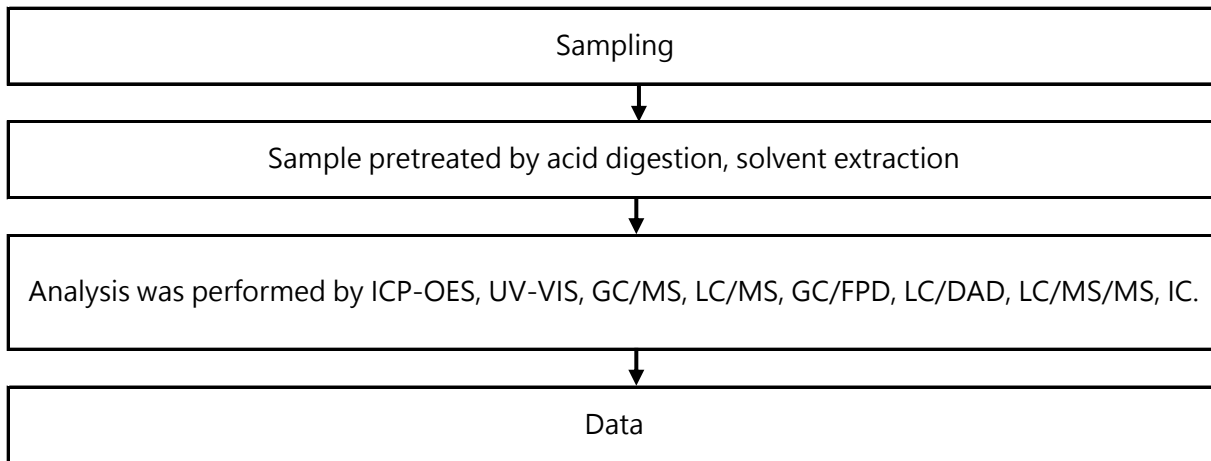 Sampling
Sample pretreated by acid digestion, solvent extraction
Analysis was performed by ICP-OES, UV-VIS, GC/MS, LC/MS, GC/FPD, LC/DAD, LC/MS/MS, IC.
Data